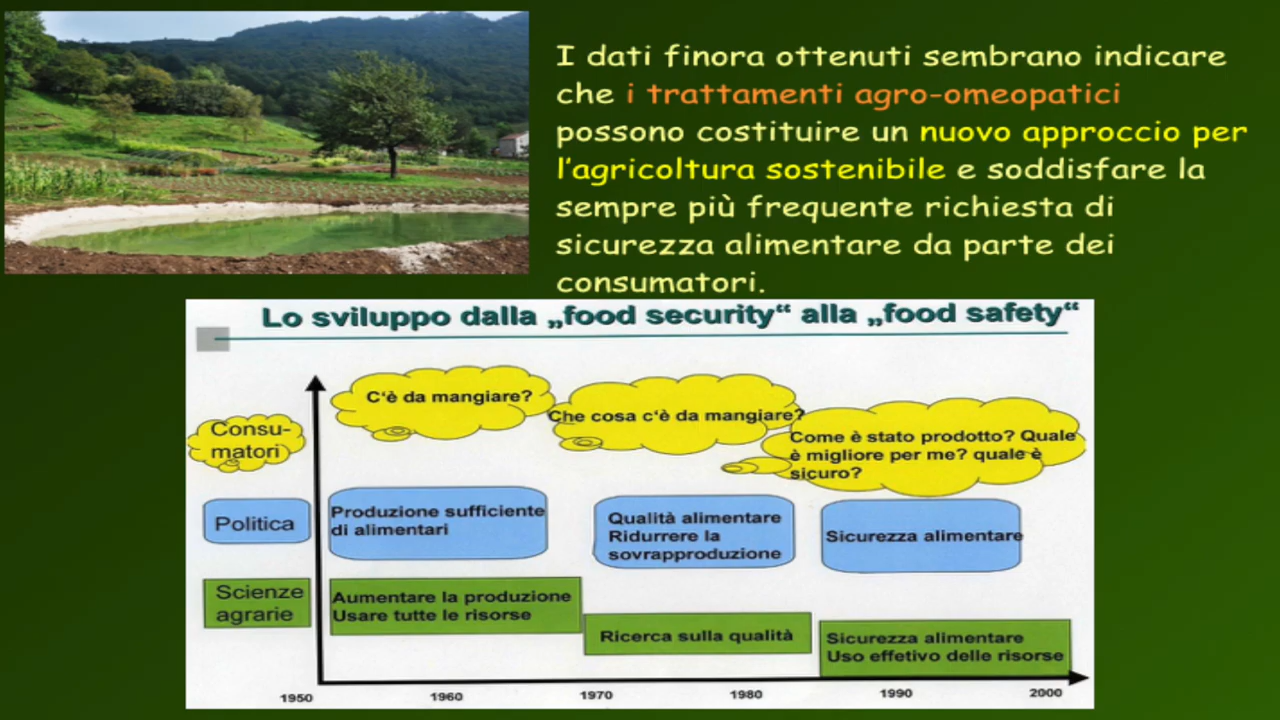 I dati finora ottenuti sembrano indicare
che i trattamenti agro-omeopatici
possono costituire un nuovo approccio per
l'agricoltura sostenibile e soddisfare la
sempre più frequente richiesta di
sicurezza alimentare da parte dei
consumatori.
Lo sviluppo dalla „food security“ alla „food safety“
Consu-
matori
C'è da mangiare?
Che cosa c'è da mangiare?
Come è stato prodotto? Quale
è migliore per me? quale è
sicuro?
Politica
Produzione sufficiente
di alimentari
Qualità alimentare
Ridurrere la
sovrapproduzione
Sicurezza alimentare
Scienze
agrarie
Aumentare la produzione
Usare tutte le risorse
Ricerca sulla qualità
Sicurezza alimentare
Uso effetivo delle risorse
1950 1960 1970 1980 1990 2000